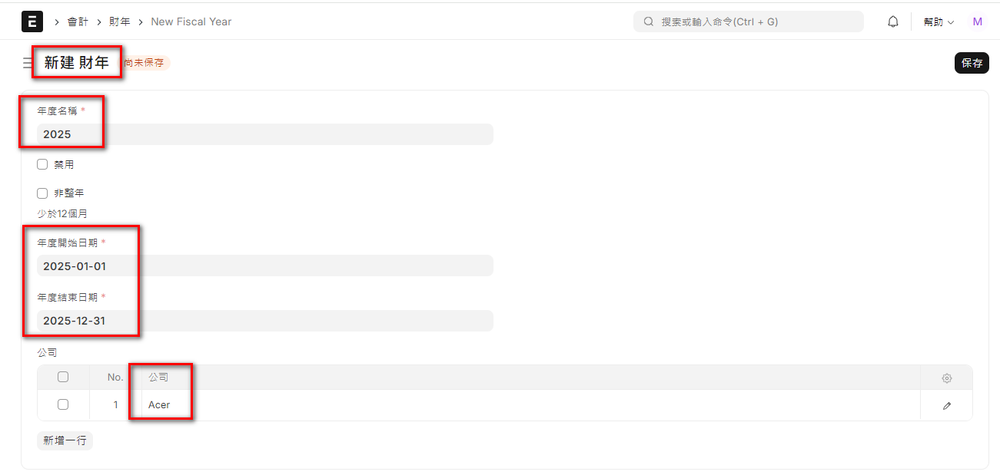 E > 會計 > 財年 > New Fiscal Year 搜索或輸入命令(Ctrl + G) 幫助 M
新建 財年 尚未保存 保存
年度名稱 *
2025
禁用
非整年
少於12個月
年度開始日期 *
2025-01-01
年度結束日期 *
2025-12-31
公司
No. 公司
1 Acer
新增一行